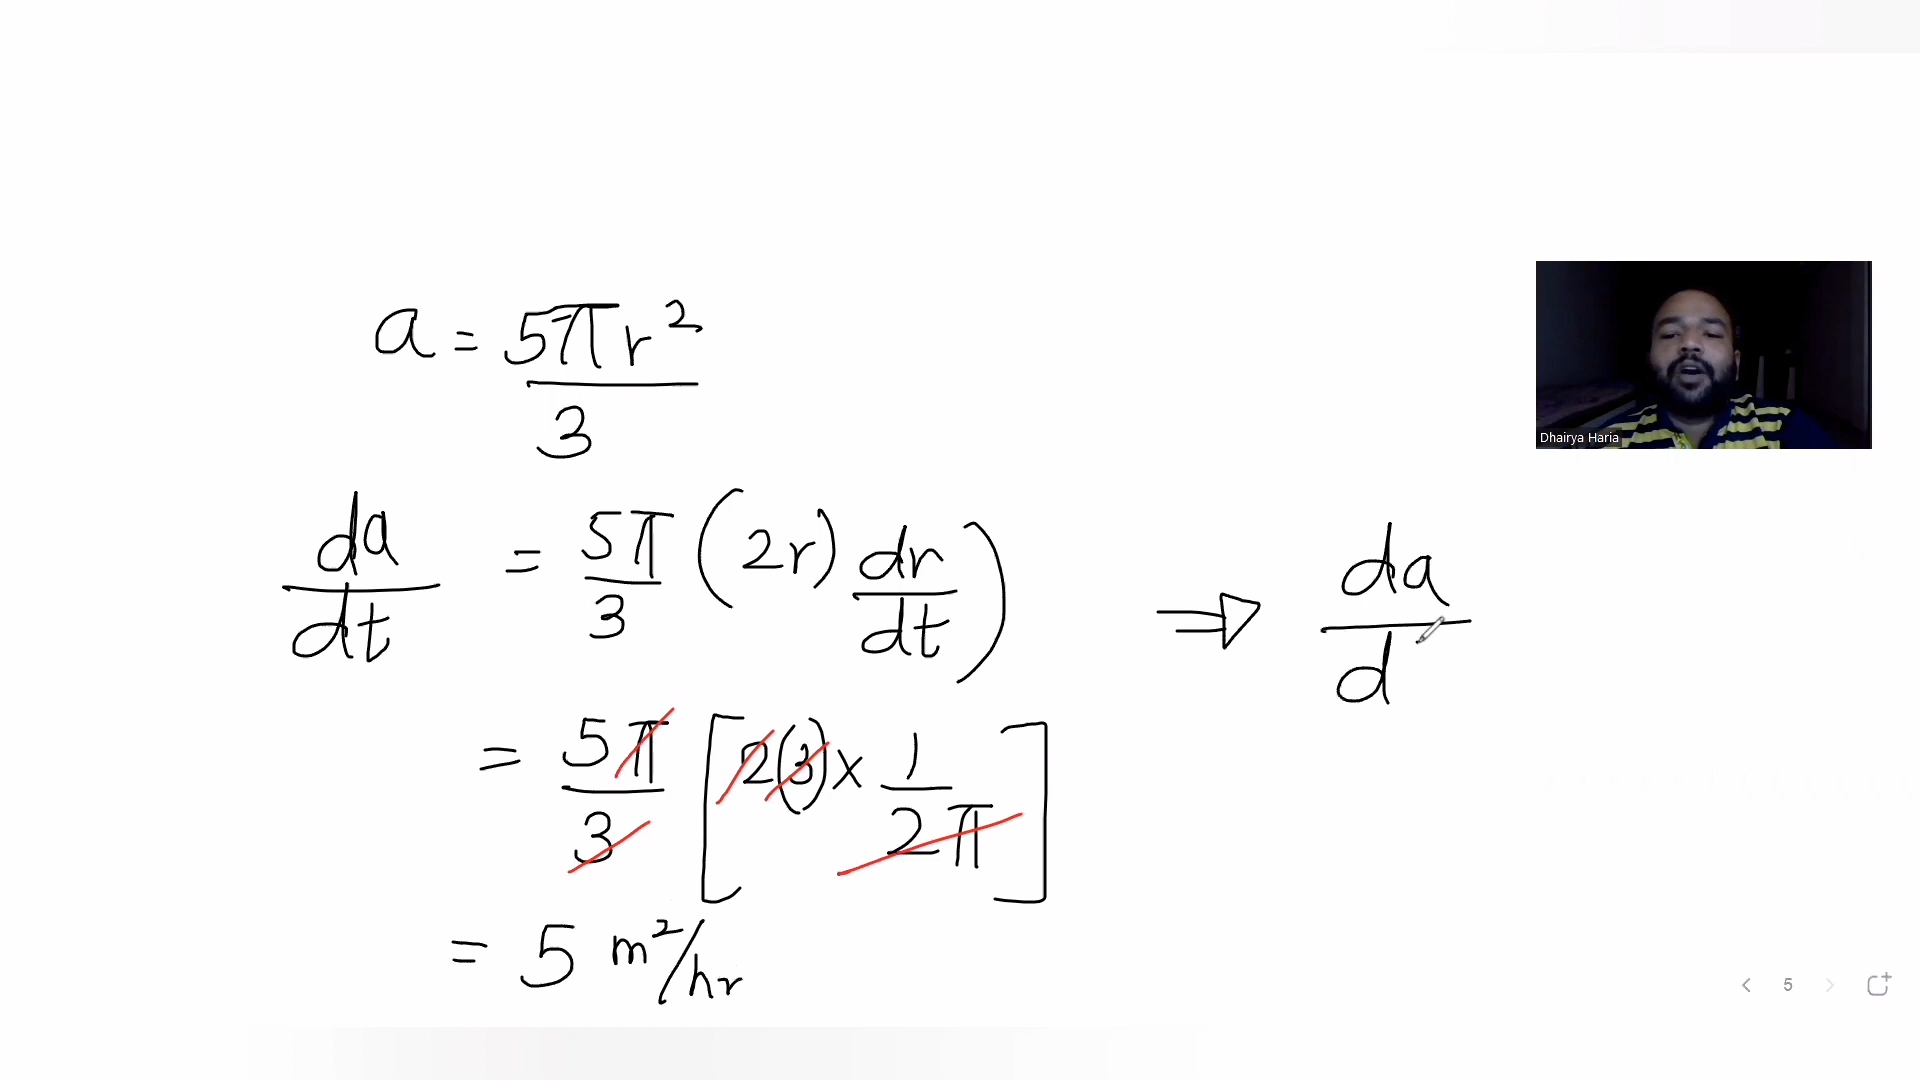 a = 5πr²/3
da/dt = 5π/3 (2r) dr/dt)
⇒ da/d
= 5π/3 [2(3) × 1/2π]
= 5 m²/hr
Dhairya Haria
5